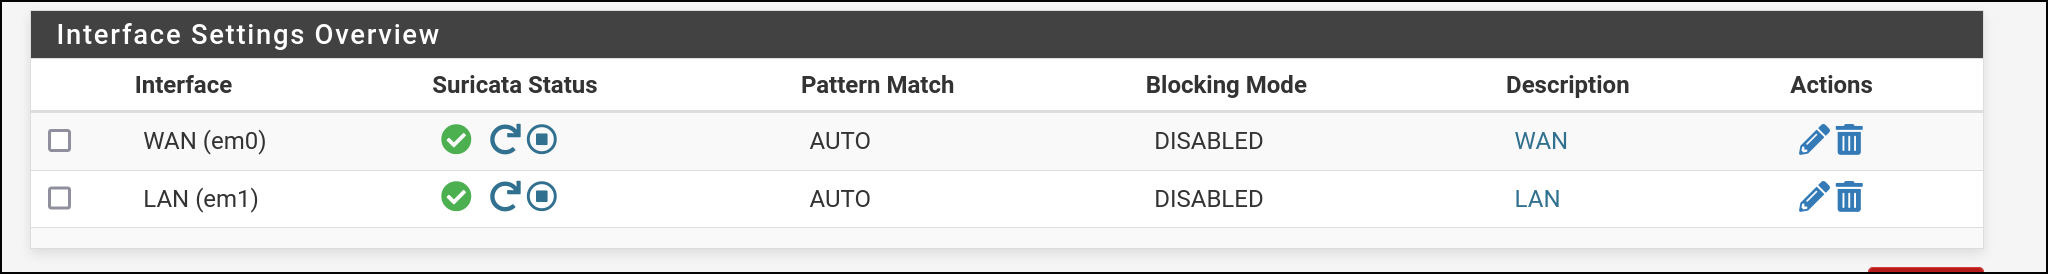 Interface Settings Overview
Interface Suricata Status Pattern Match Blocking Mode Description Actions
WAN (em0) AUTO DISABLED WAN
LAN (em1) AUTO DISABLED LAN